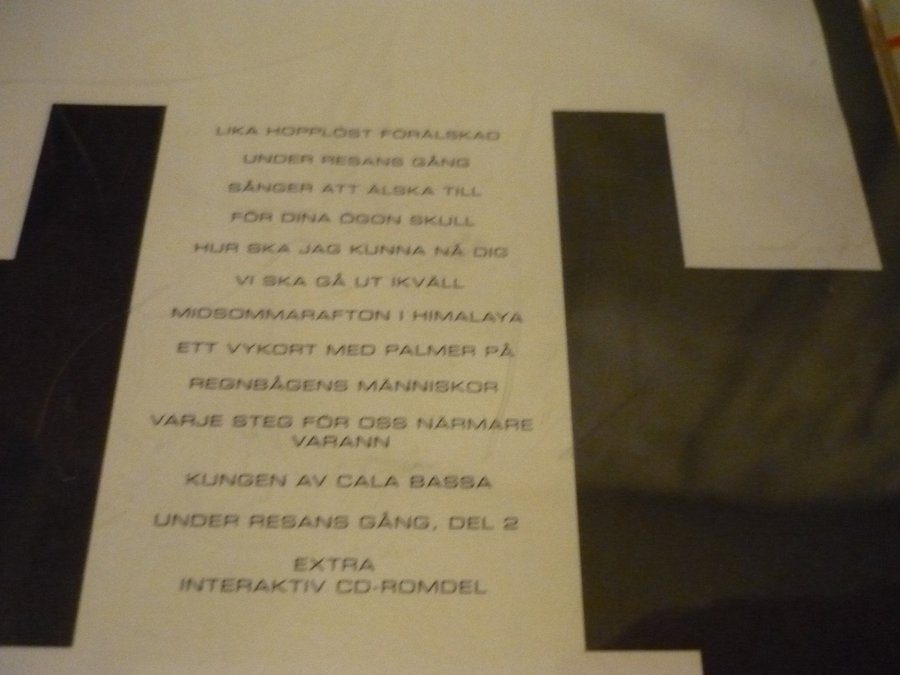 LIKA HOPPLÖST FÖRÄLSKAD
UNDER RESANS GÅNG
SÅNGER ATT ÄLSKA TILL
FÖR DINA ÖGON SKULL
HUR SKA JAG KUNNA NÅ DIG
VI SKA GÅ UT IKVÄLL
MIDSOMMARAFTON I HIMALAYA
ETT VYKORT MED PALMER PÅ
REGNBÅGENS MÄNNISKOR
VARJE STEG FÖR OSS NÄRMARE
VARANN
KUNGEN AV CALA BASSA
UNDER RESANS GÅNG, DEL 2
EXTRA
INTERAKTIV CD-ROMDEL